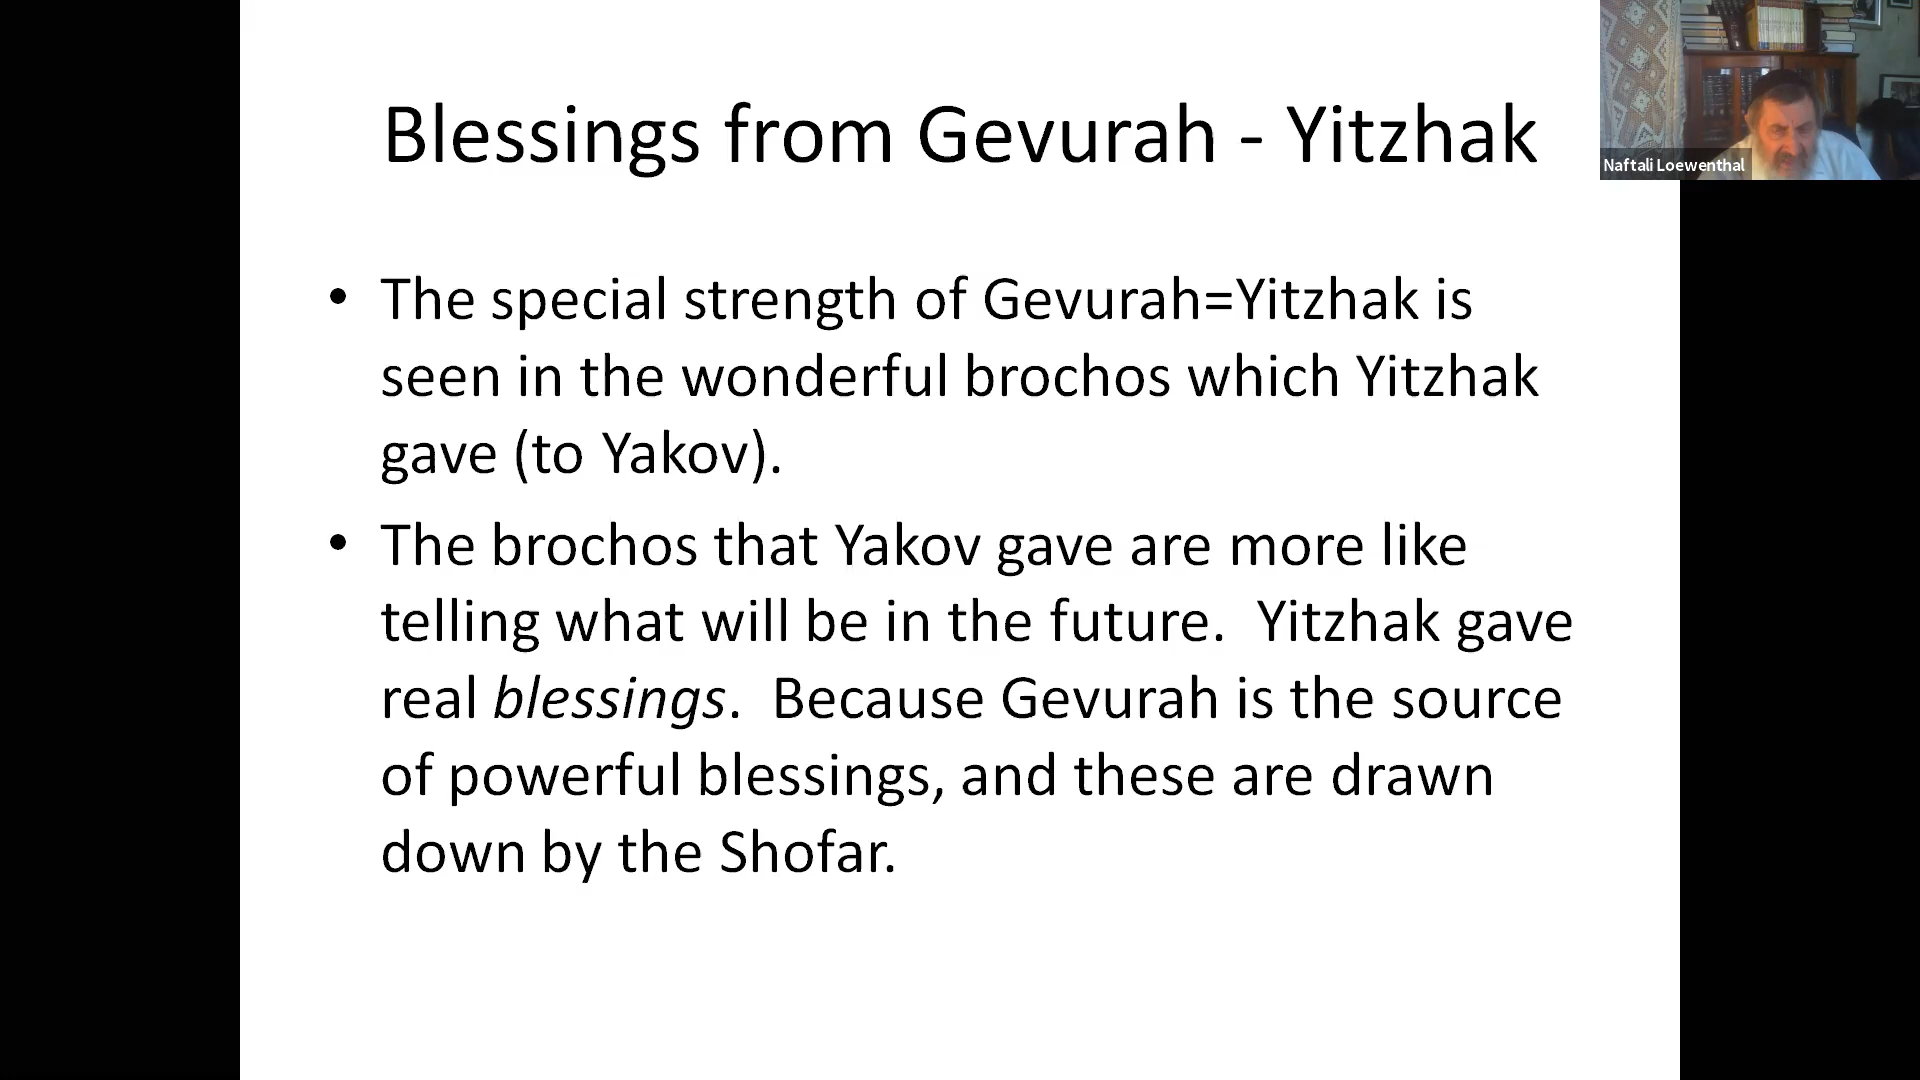 Blessings from Gevurah - Yitzhak
Naftali Loewenthal
• The special strength of Gevurah=Yitzhak is
seen in the wonderful brochos which Yitzhak
gave (to Yakov).
• The brochos that Yakov gave are more like
telling what will be in the future.  Yitzhak gave
real blessings.  Because Gevurah is the source
of powerful blessings, and these are drawn
down by the Shofar.